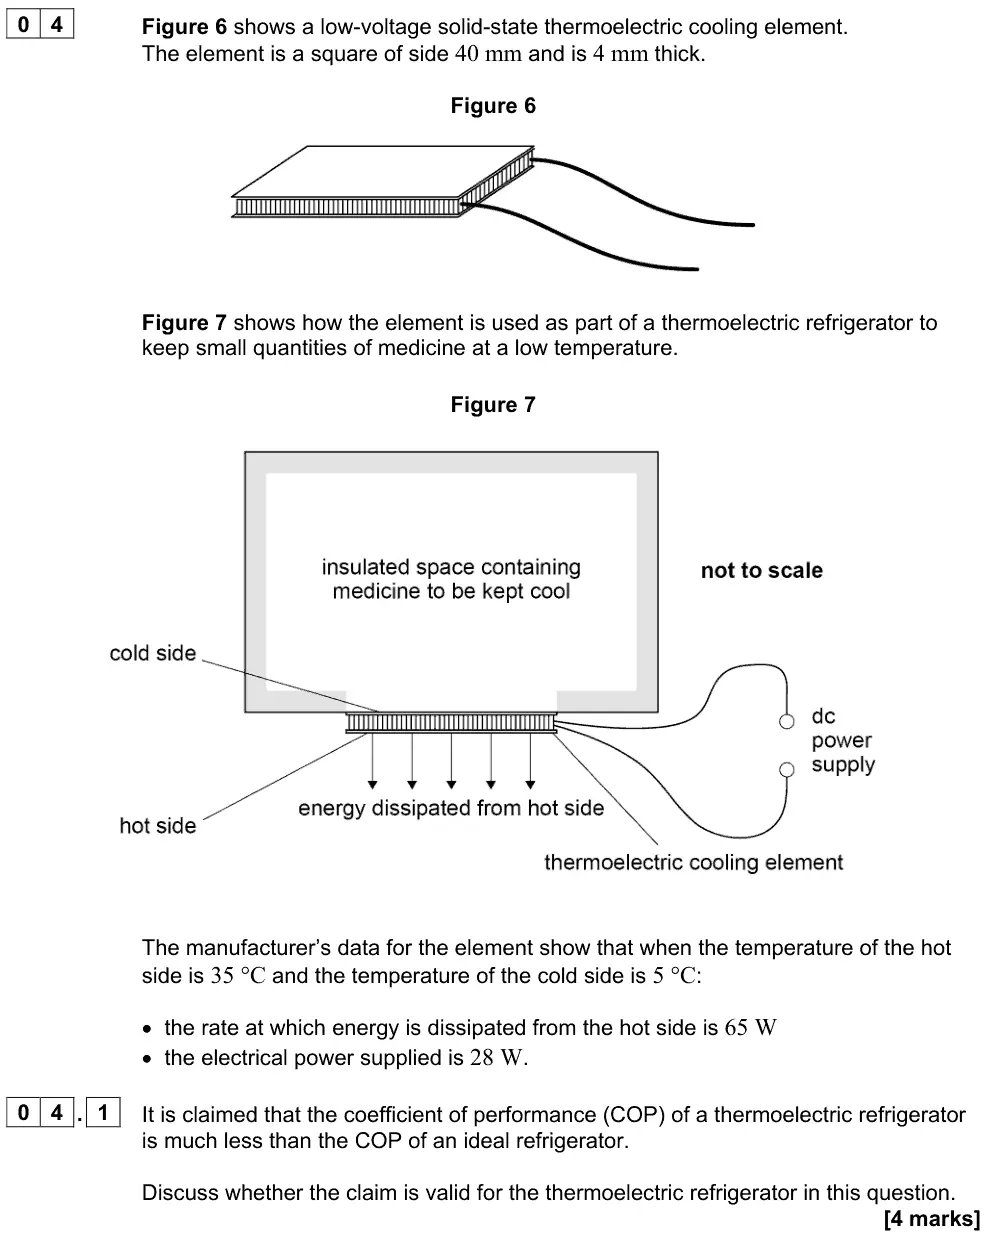 0 4
Figure 6 shows a low-voltage solid-state thermoelectric cooling element.
The element is a square of side 40 mm and is 4 mm thick.
Figure 6
Figure 7 shows how the element is used as part of a thermoelectric refrigerator to
keep small quantities of medicine at a low temperature.
Figure 7
insulated space containing
medicine to be kept cool
not to scale
cold side
dc
power
supply
energy dissipated from hot side
hot side
thermoelectric cooling element
The manufacturer's data for the element show that when the temperature of the hot
side is 35 °C and the temperature of the cold side is 5 °C:
• the rate at which energy is dissipated from the hot side is 65 W
• the electrical power supplied is 28 W.
0 4 . 1
It is claimed that the coefficient of performance (COP) of a thermoelectric refrigerator
is much less than the COP of an ideal refrigerator.
Discuss whether the claim is valid for the thermoelectric refrigerator in this question.
[4 marks]